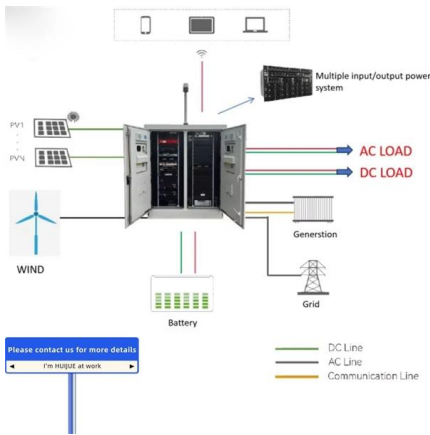 Multiple input/output power
system
PV1
PVN
AC LOAD
DC LOAD
WIND
Generstion
Grid
Battery
Please contact us for more details
I'm HUIJUE at work
DC Line
AC Line
Communication Line